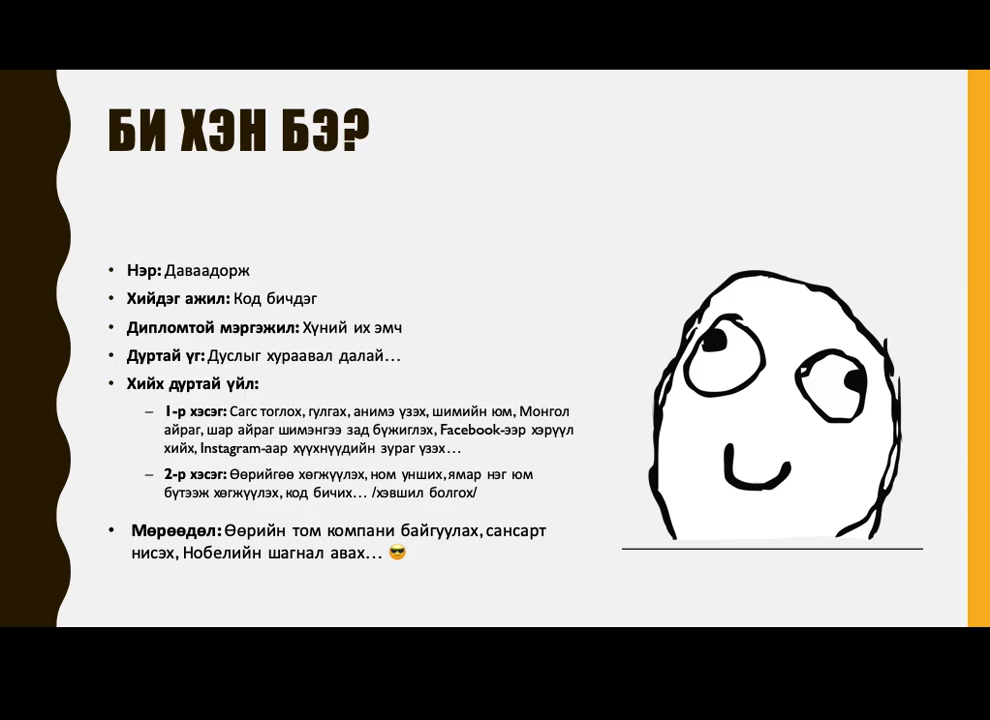 БИ ХЭН БЭ?
• Нэр: Даваадорж
• Хийдэг ажил: Код бичдэг
• Дипломтой мэргэжил: Хүний их эмч
• Дуртай үг: Дуслыг хураавал далай…
• Хийх дуртай үйл:
– 1-р хэсэг: Сагс тоглох, гулгах, анимэ үзэх, шимийн юм, Монгол
айраг, шар айраг шимэнгээ зад бүжиглэх, Facebook-ээр хэрүүл
хийх, Instagram-аар хүүхнүүдийн зураг үзэх…
– 2-р хэсэг: Өөрийгөө хөгжүүлэх, ном унших, ямар нэг юм
бүтээж хөгжүүлэх, код бичих… /хэвшил болгох/
• Мөрөөдөл: Өөрийн том компани байгуулах, сансарт
нисэх, Нобелийн шагнал авах… 😎